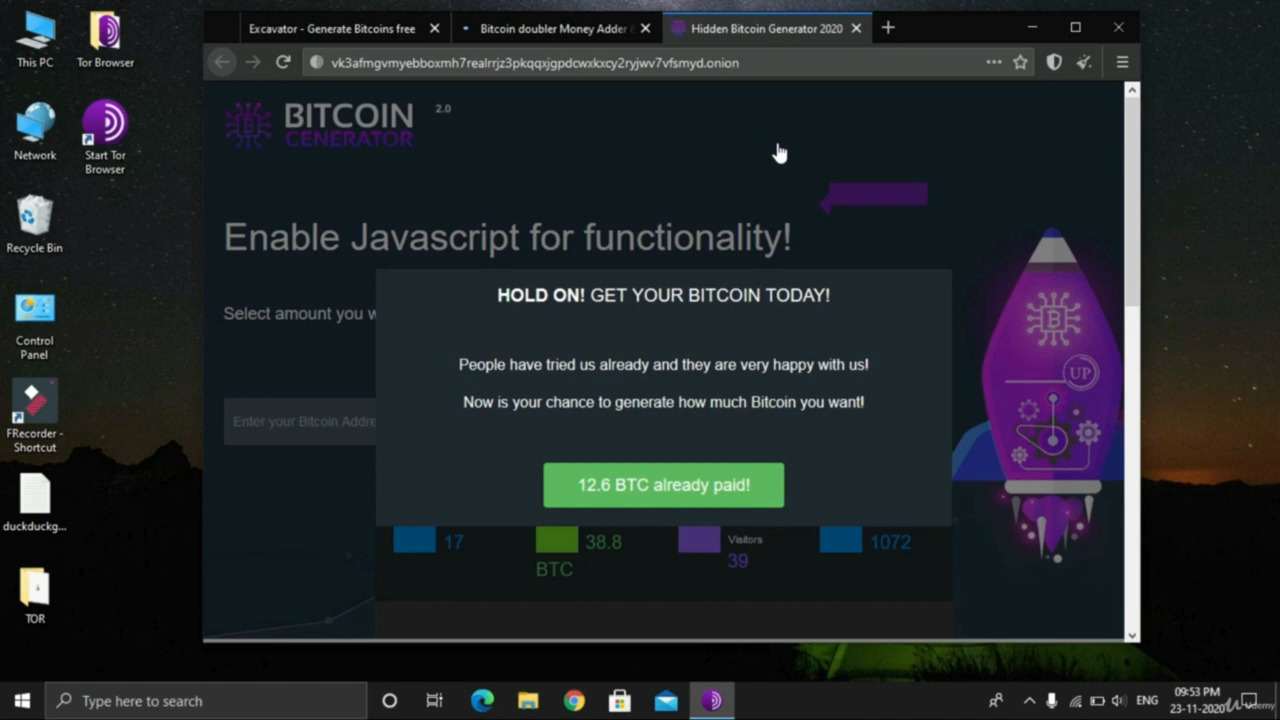 This PC
Tor Browser
Network
Start Tor
Browser
Recycle Bin
Control
Panel
FRecorder -
Shortcut
duckduckg...
TOR
Excavator - Generate Bitcoins free
Bitcoin doubler Money Adder
Hidden Bitcoin Generator 2020
vk3afmgvmyebboxmh7realrrjz3pkqqxjgpdcwxkxcy2ryjwv7vfsmyd.onion
BITCOIN 2.0
GENERATOR
Enable Javascript for functionality!
Select amount you w
Enter your Bitcoin Addre
HOLD ON! GET YOUR BITCOIN TODAY!
People have tried us already and they are very happy with us!
Now is your chance to generate how much Bitcoin you want!
12.6 BTC already paid!
17
38.8
BTC
Visitors
39
1072
UP
Type here to search
ENG
09:53 PM
23-11-2020
Udemy